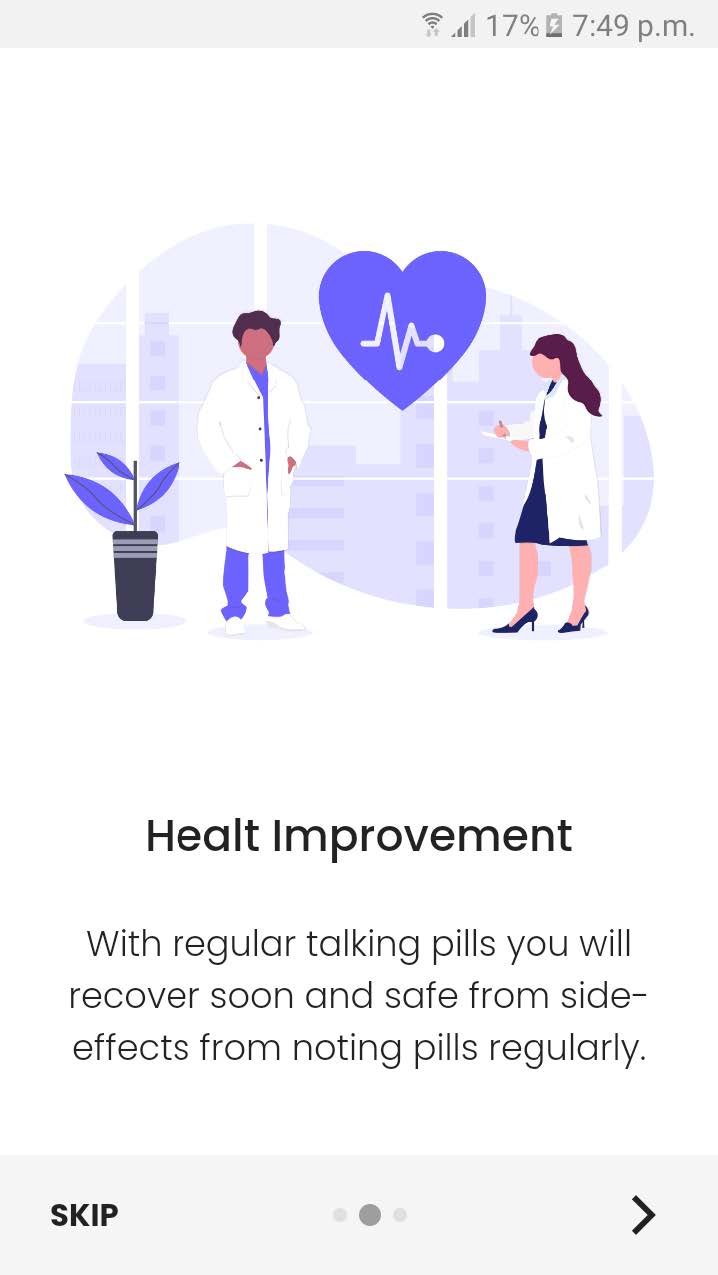 17% 7:49 p.m.
Healt Improvement
With regular talking pills you will
recover soon and safe from side-
effects from noting pills regularly.
SKIP